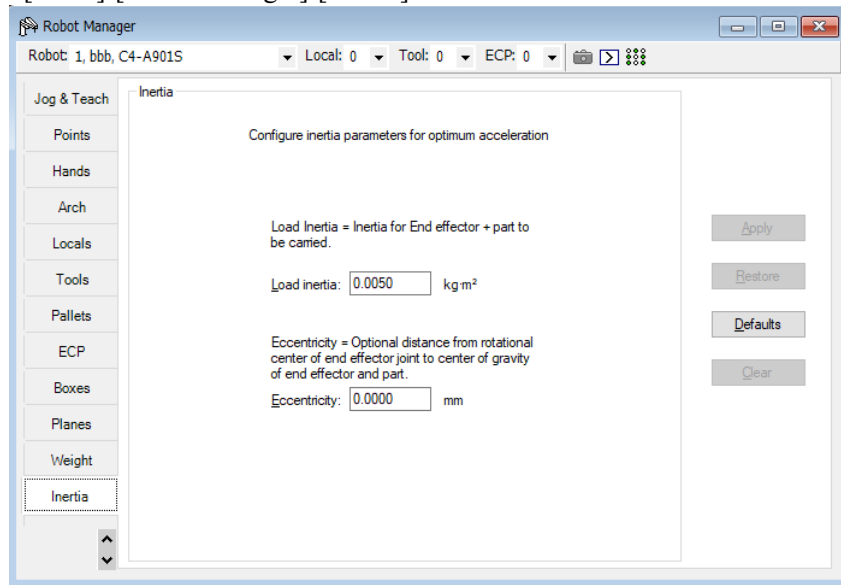 Robot Manager
Robot: 1, bbb, C4-A901S Local: 0 Tool: 0 ECP: 0
Jog & Teach
Points
Hands
Arch
Locals
Tools
Pallets
ECP
Boxes
Planes
Weight
Inertia
Inertia
Configure inertia parameters for optimum acceleration
Load Inertia = Inertia for End effector + part to
be carried.
Load inertia: 0.0050 kg·m²
Eccentricity = Optional distance from rotational
center of end effector joint to center of gravity
of end effector and part.
Eccentricity: 0.0000 mm
Apply
Restore
Defaults
Clear